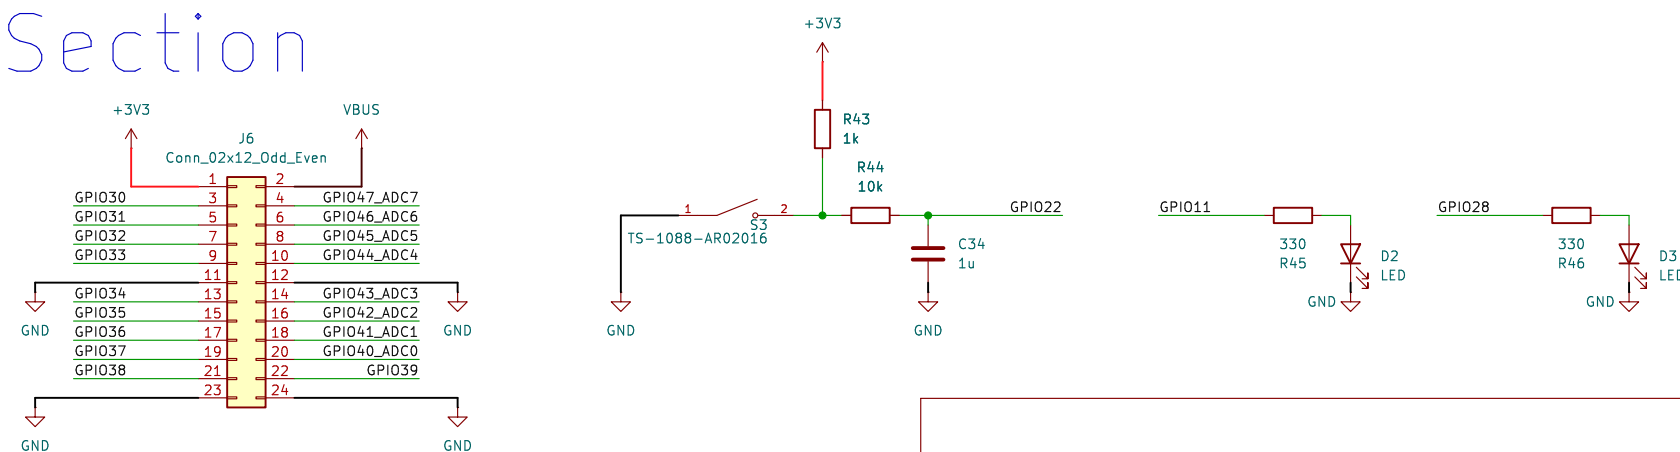 Section
+3V3
VBUS
J6
Conn_02x12_Odd_Even
1 2
GPIO30 3 4 GPIO47_ADC7
GPIO31 5 6 GPIO46_ADC6
GPIO32 7 8 GPIO45_ADC5
GPIO33 9 10 GPIO44_ADC4
11 12
GPIO34 13 14 GPIO43_ADC3
GPIO35 15 16 GPIO42_ADC2
GPIO36 17 18 GPIO41_ADC1
GPIO37 19 20 GPIO40_ADC0
GPIO38 21 22 GPIO39
23 24
GND
GND
GND
GND
+3V3
R43
1k
R44
10k
1 2
S3
TS-1088-AR02016
GPIO22
C34
1u
GND
GND
GPIO11
330
R45
D2
LED
GND
GPIO28
330
R46
D3
LED
GND